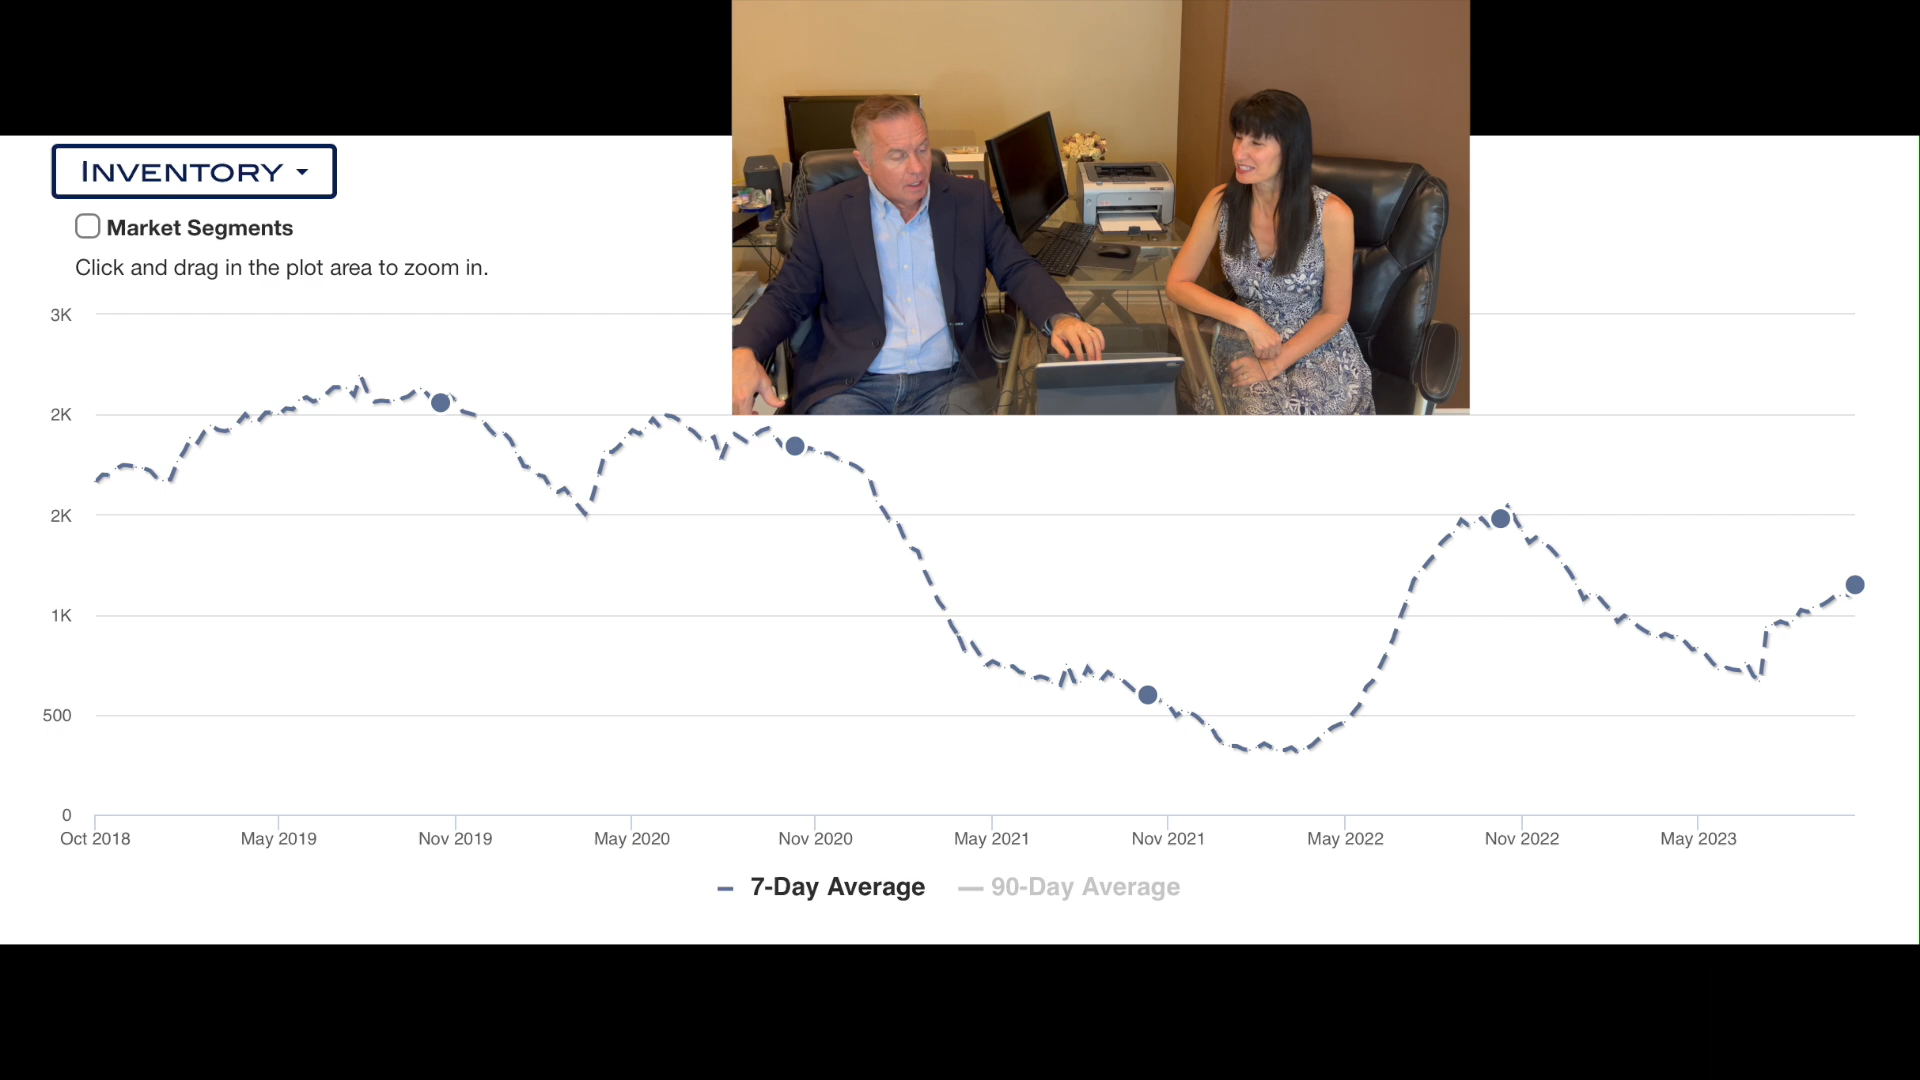 INVENTORY
Market Segments
Click and drag in the plot area to zoom in.
3K
2K
2K
1K
500
0
Oct 2018 May 2019 Nov 2019 May 2020 Nov 2020 May 2021 Nov 2021 May 2022 Nov 2022 May 2023
7-Day Average 90-Day Average